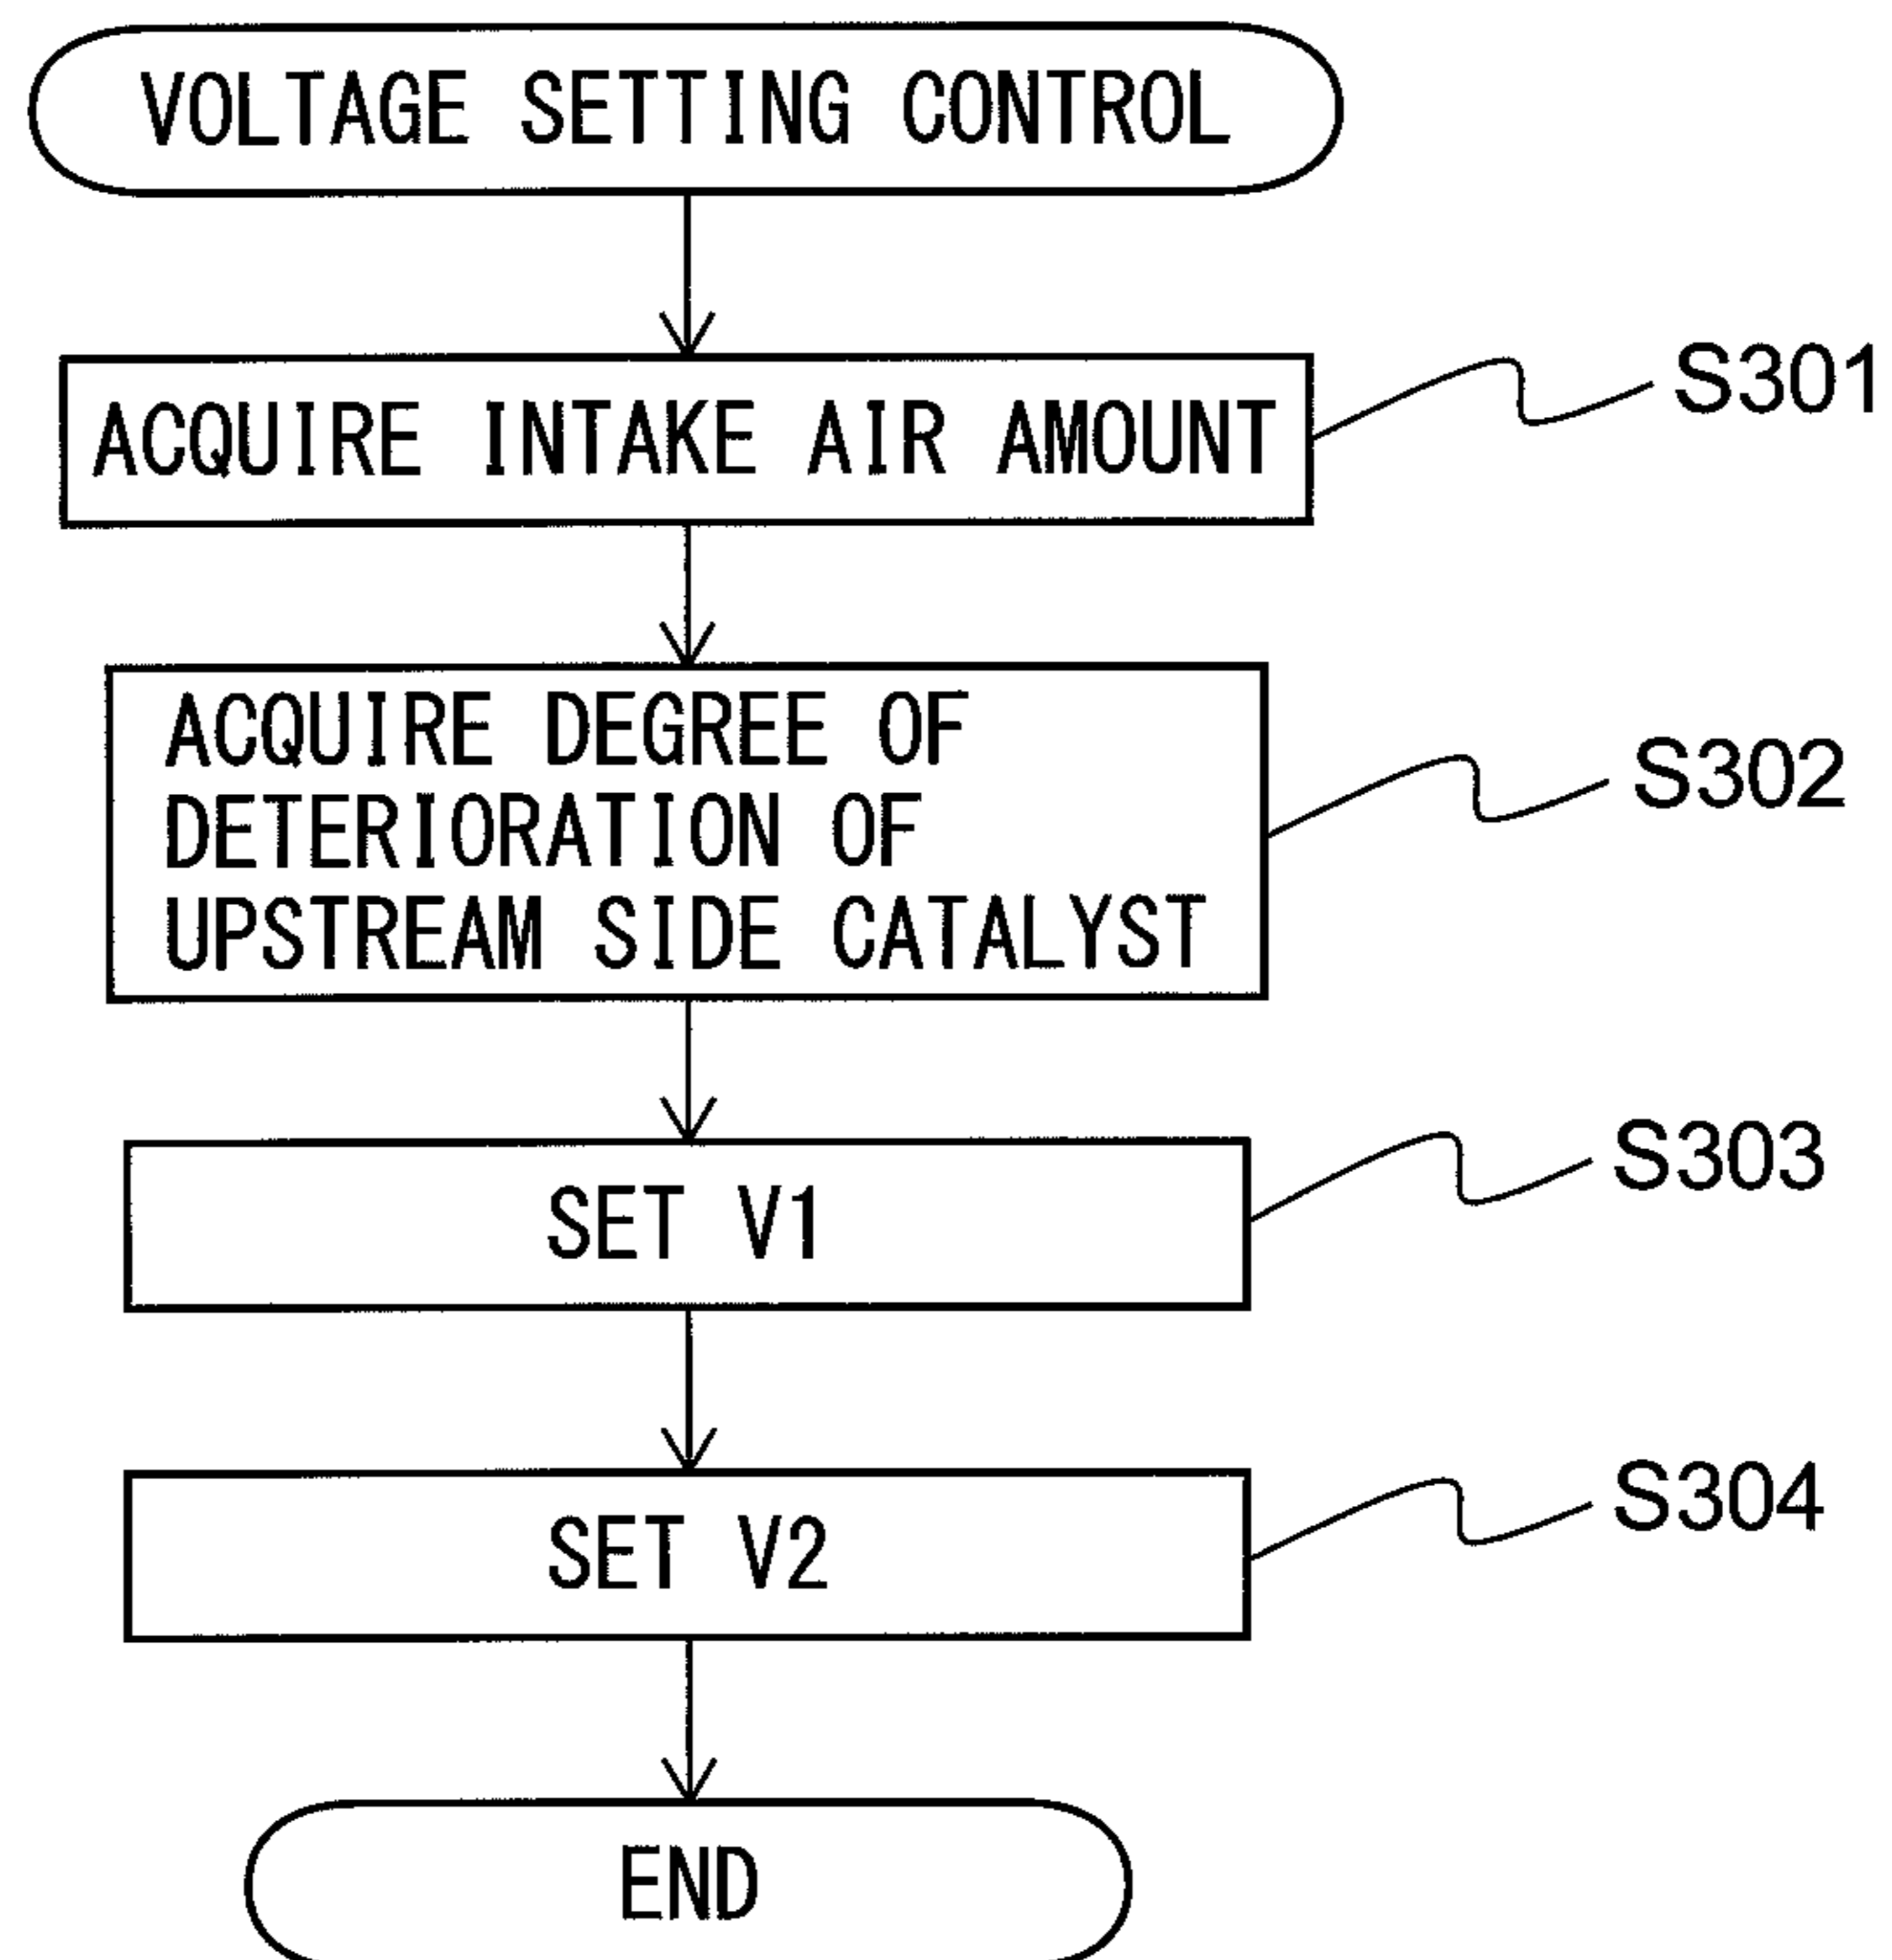 VOLTAGE SETTING CONTROL
ACQUIRE INTAKE AIR AMOUNT
S301
ACQUIRE DEGREE OF
DETERIORATION OF
UPSTREAM SIDE CATALYST
S302
SET V1
S303
SET V2
S304
END